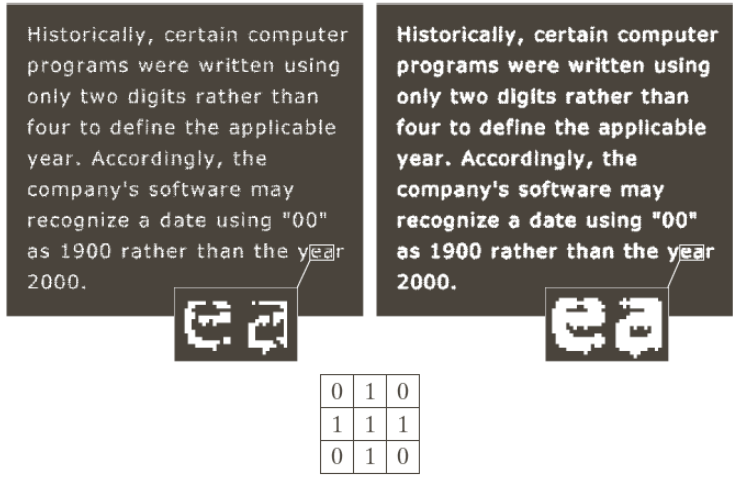 Historically, certain computer
programs were written using
only two digits rather than
four to define the applicable
year. Accordingly, the
company's software may
recognize a date using "00"
as 1900 rather than the year
2000.
ea
Historically, certain computer
programs were written using
only two digits rather than
four to define the applicable
year. Accordingly, the
company's software may
recognize a date using "00"
as 1900 rather than the year
2000.
ea
0 1 0
1 1 1
0 1 0